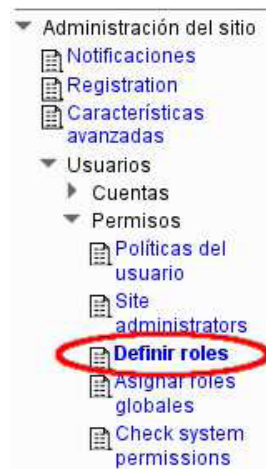 Administración del sitio
Notificaciones
Registration
Características
avanzadas
Usuarios
Cuentas
Permisos
Políticas del
usuario
Site
administrators
Definir roles
Asignar roles
globales
Check system
permissions